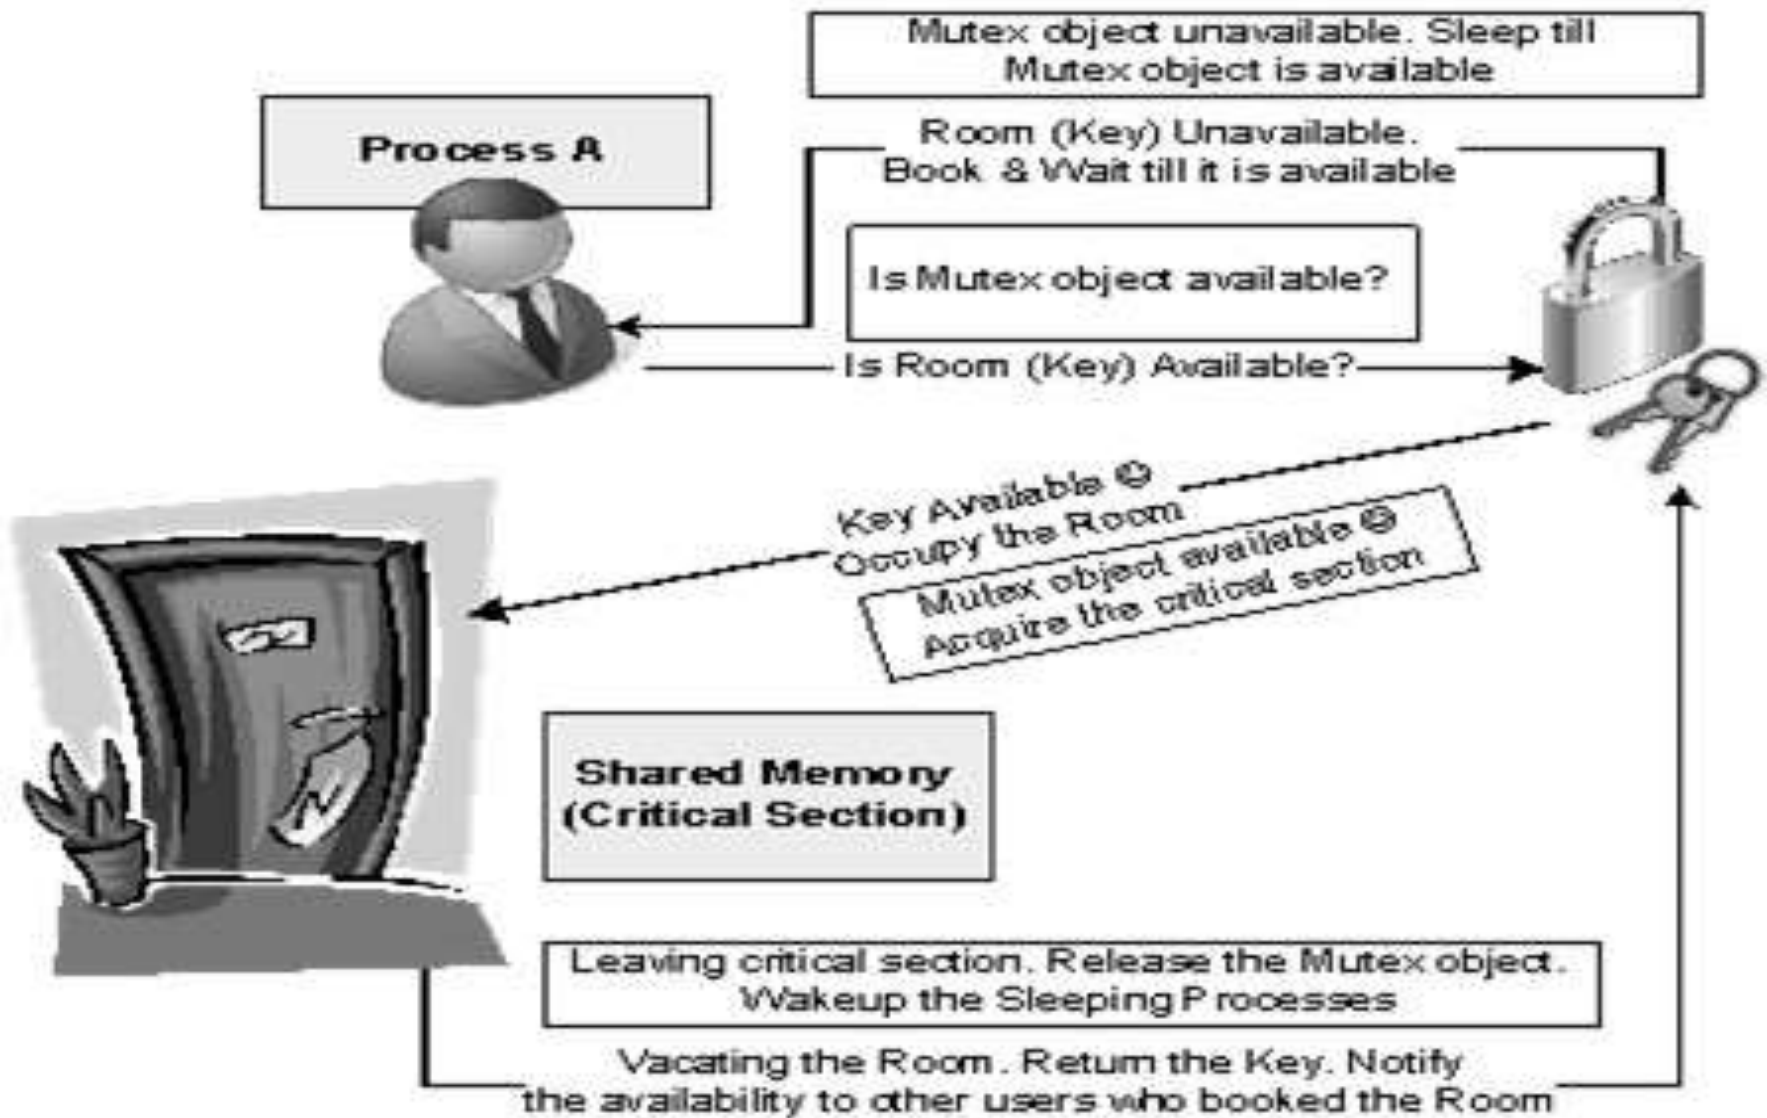 Mutex object unavailable. Sleep till
Mutex object is available
Process A
Room (Key) Unavailable.
Book & Wait till it is available
Is Mutex object available?
Is Room (Key) Available?
Key Available ☺
Occupy the Room
Mutex object available ☺
Acquire the critical section
Shared Memory
(Critical Section)
Leaving critical section. Release the Mutex object.
Wakeup the Sleeping Processes
Vacating the Room. Return the Key. Notify
the availability to other users who booked the Room